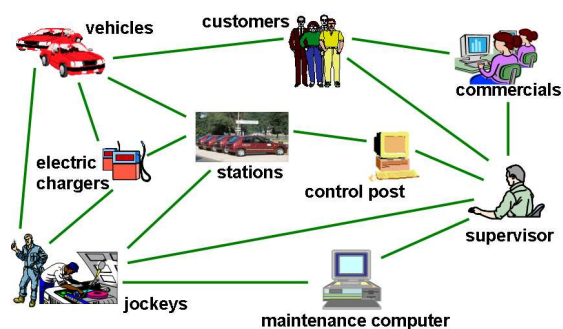 vehicles
customers
commercials
electric
chargers
stations
control post
supervisor
jockeys
maintenance computer